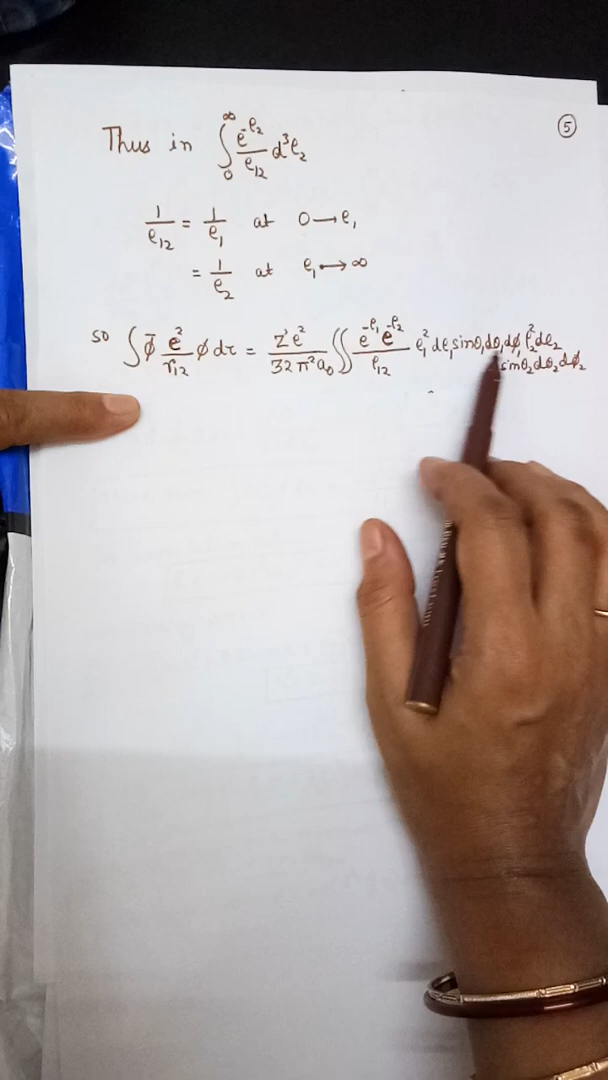 ⑤
Thus in ∫₀^∞ e^{-ρ₂}/ρ₁₂ d³ρ₂
1/ρ₁₂ = 1/ρ₁ at 0→ρ₁
= 1/ρ₂ at ρ₁→∞
so ∫ϕ̄ e²/r₁₂ ϕ dτ = Z'e²/32π²a₀ ∬ e^{-ρ₁} e^{-ρ₂}/ρ₁₂ ρ₁² dρ₁ sinθ₁ dθ₁ dϕ₁ ρ₂² dρ₂
sinθ₂ dθ₂ dϕ₂